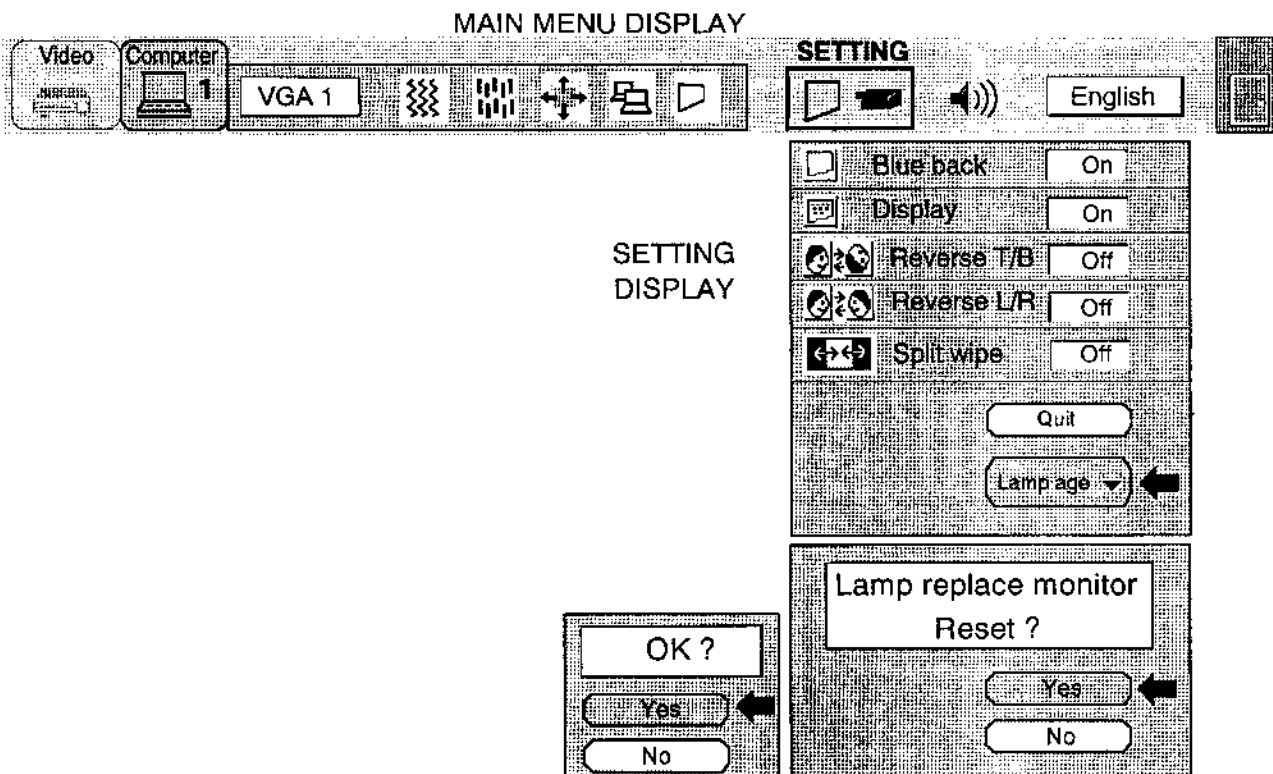 MAIN MENU DISPLAY
Video
Computer
1
VGA 1
SETTING
English
Blue back On
Display On
Reverse T/B Off
Reverse L/R Off
Split wipe Off
SETTING
DISPLAY
Quit
Lamp age
Lamp replace monitor
Reset ?
Yes
No
OK ?
Yes
No